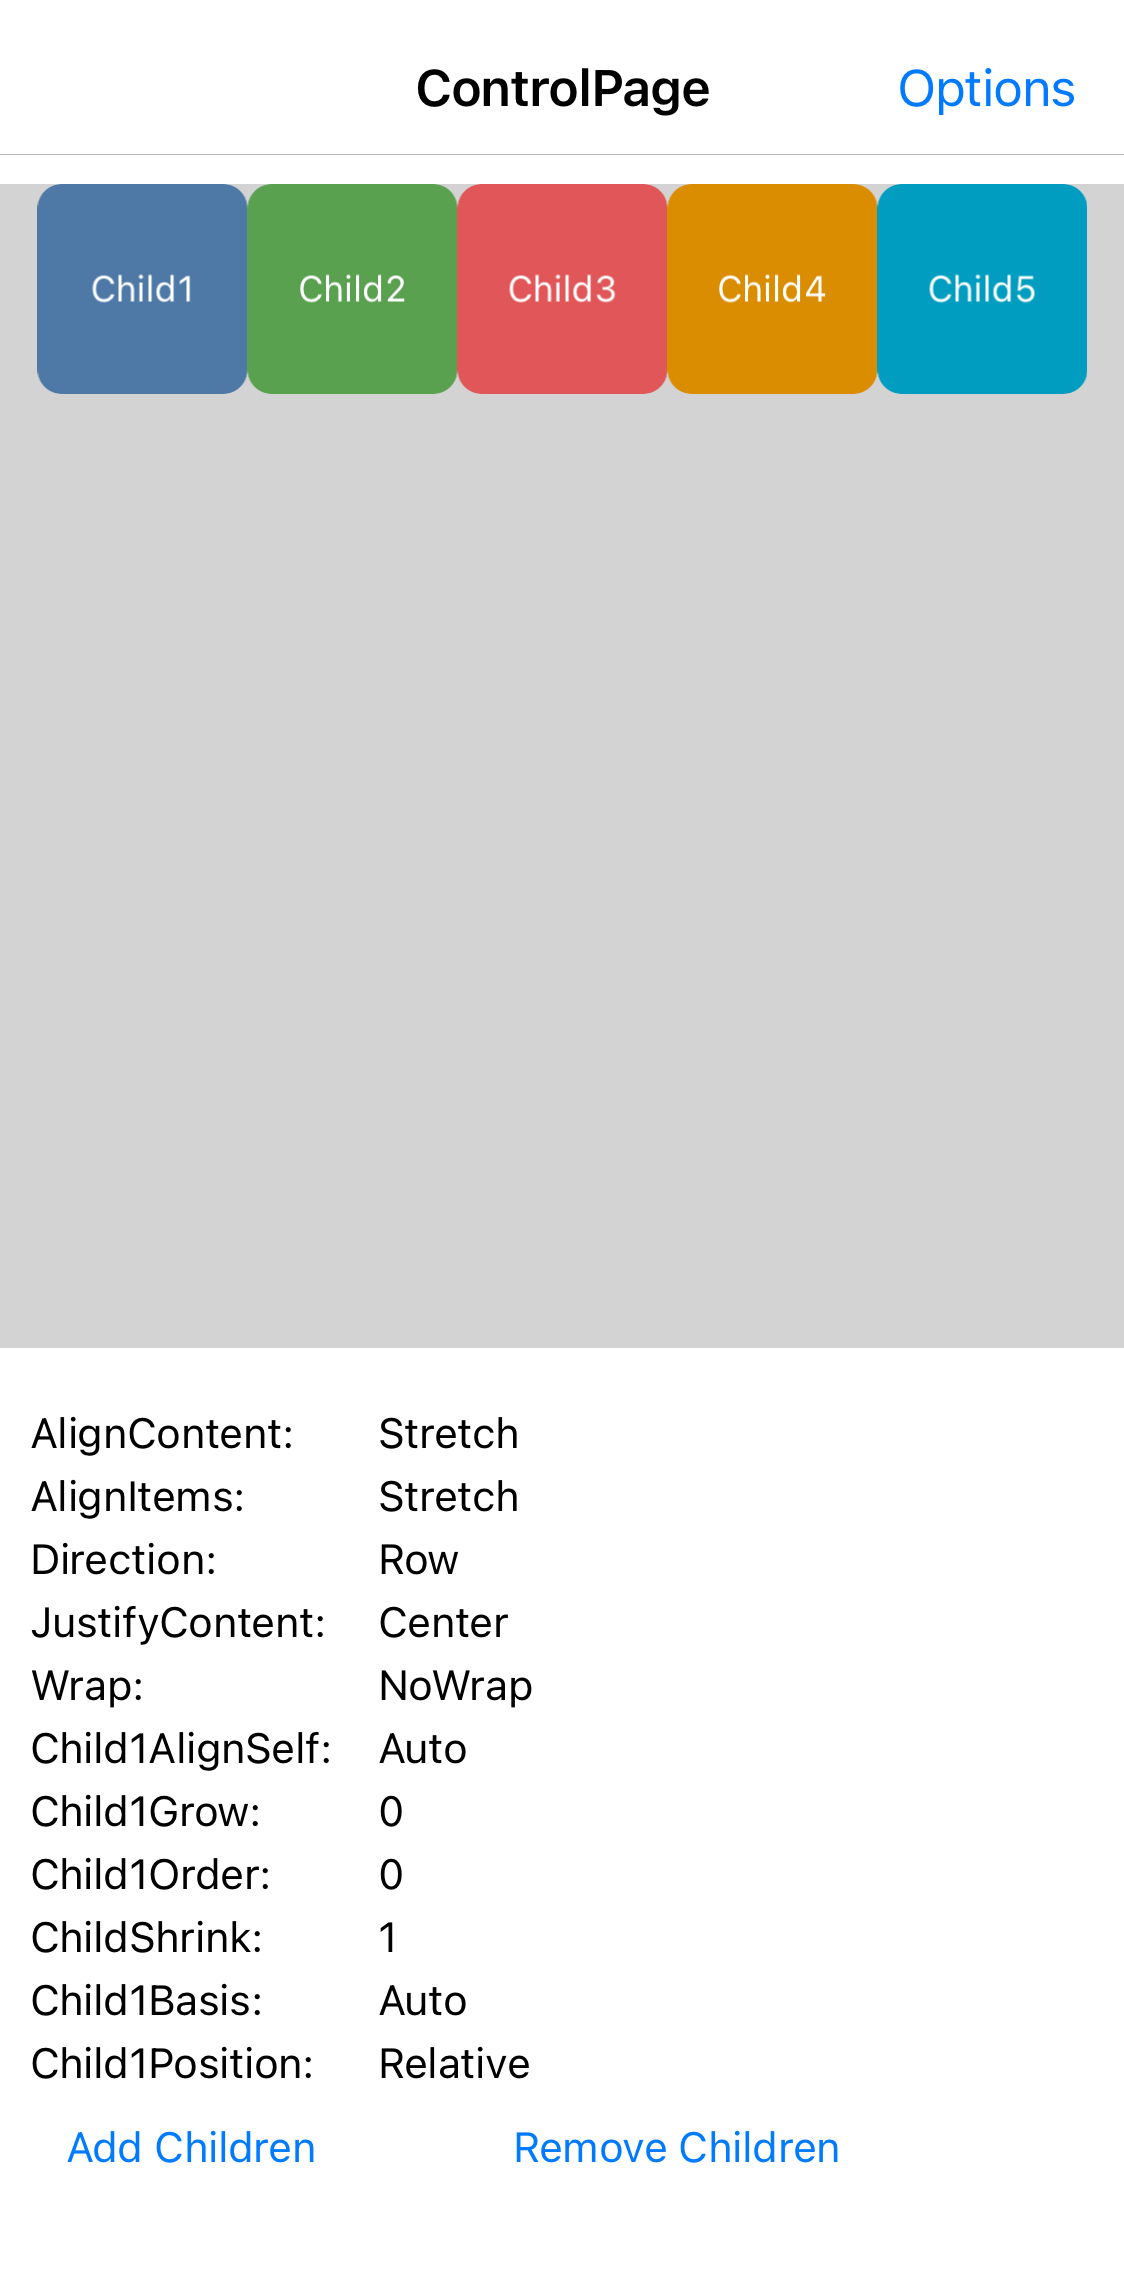 ControlPage Options
Child1 Child2 Child3 Child4 Child5
AlignContent: Stretch
AlignItems: Stretch
Direction: Row
JustifyContent: Center
Wrap: NoWrap
Child1AlignSelf: Auto
Child1Grow: 0
Child1Order: 0
ChildShrink: 1
Child1Basis: Auto
Child1Position: Relative
Add Children Remove Children